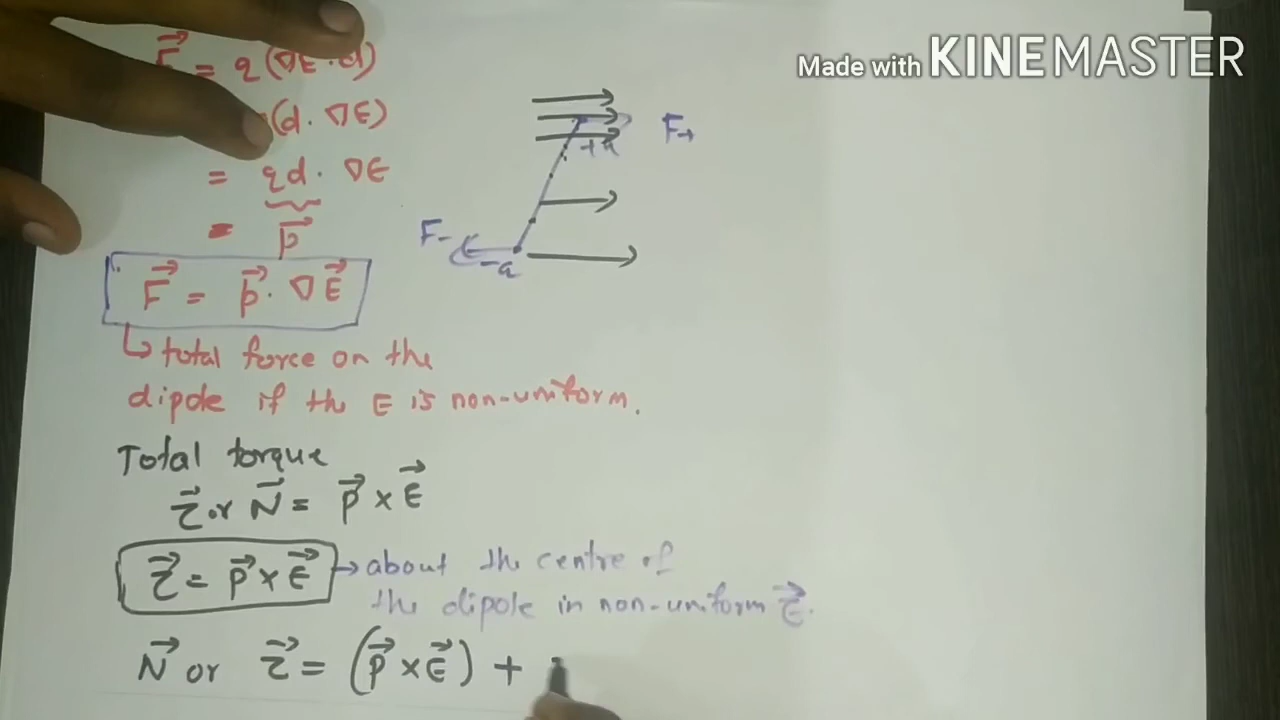 Made with KINEMASTER
F⃗ = q(∇E · d)
(d · ∇E)
= qd · ∇E
= p⃗
F⃗ = p⃗ · ∇E⃗
↳ total force on the
dipole if the E is non-uniform.
F+
+q
F-
-q
Total torque
τ⃗ or N⃗ = p⃗ × E⃗
τ⃗ = p⃗ × E⃗ → about the centre of
the dipole in non-uniform E⃗.
N⃗ or τ⃗ = (p⃗ × E⃗) +